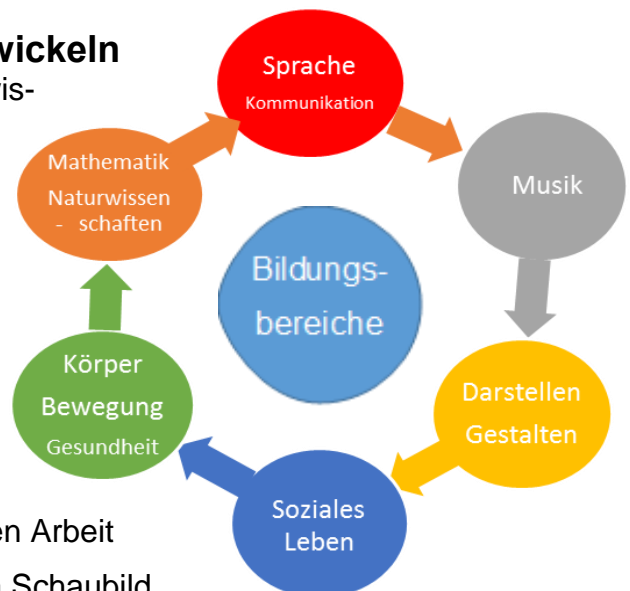 wickeln
is-
Sprache
Kommunikation
Mathematik
Naturwissen
- schaften
Musik
Bildungs-
bereiche
Körper
Bewegung
Gesundheit
Darstellen
Gestalten
Soziales
Leben
en Arbeit
Schaubild